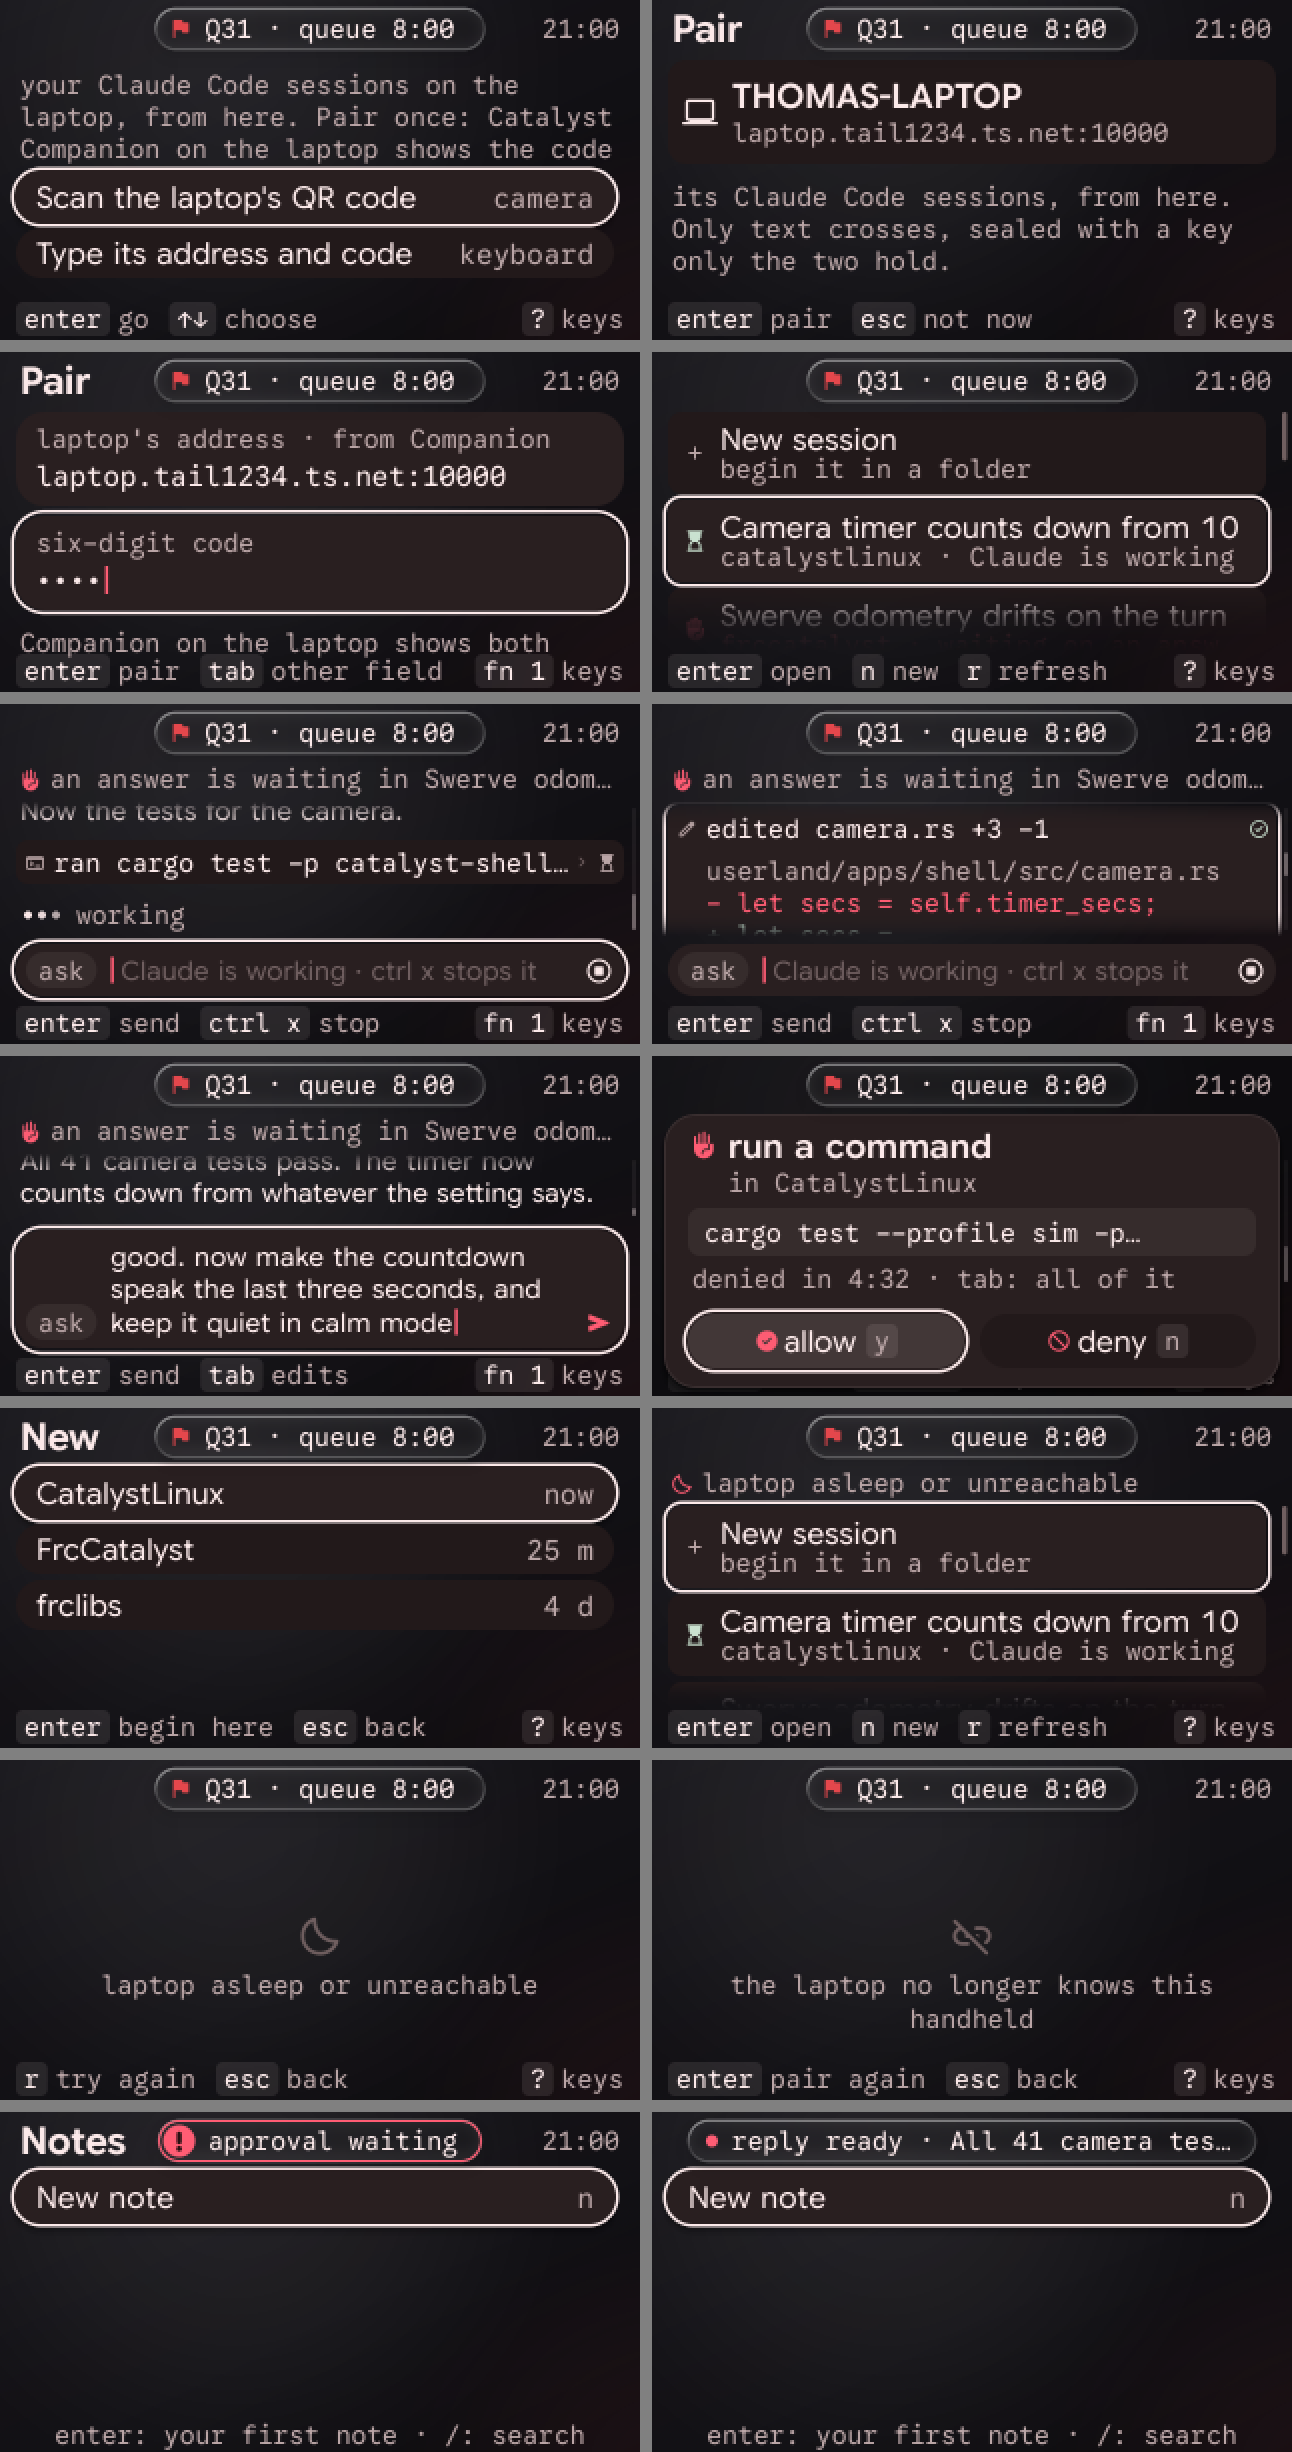 Q31 · queue 8:00
21:00
your Claude Code sessions on the
laptop, from here. Pair once: Catalyst
Companion on the laptop shows the code
Scan the laptop's QR code
camera
Type its address and code
keyboard
enter go ↑↓ choose
? keys
Pair
Q31 · queue 8:00
21:00
THOMAS-LAPTOP
laptop.tail1234.ts.net:10000
its Claude Code sessions, from here.
Only text crosses, sealed with a key
only the two hold.
enter pair esc not now
? keys
Pair
Q31 · queue 8:00
21:00
laptop's address · from Companion
laptop.tail1234.ts.net:10000
six-digit code
••••
Companion on the laptop shows both
enter pair tab other field
fn 1 keys
Q31 · queue 8:00
21:00
+ New session
begin it in a folder
Camera timer counts down from 10
catalystlinux · Claude is working
Swerve odometry drifts on the turn
enter open n new r refresh
? keys
Q31 · queue 8:00
21:00
an answer is waiting in Swerve odom…
Now the tests for the camera.
ran cargo test -p catalyst-shell… ›
••• working
ask Claude is working · ctrl x stops it
enter send ctrl x stop
fn 1 keys
Q31 · queue 8:00
21:00
an answer is waiting in Swerve odom…
edited camera.rs +3 -1
userland/apps/shell/src/camera.rs
- let secs = self.timer_secs;
+ let secs =
ask Claude is working · ctrl x stops it
enter send ctrl x stop
fn 1 keys
Q31 · queue 8:00
21:00
an answer is waiting in Swerve odom…
All 41 camera tests pass. The timer now
counts down from whatever the setting says.
good. now make the countdown
speak the last three seconds, and
ask keep it quiet in calm mode
enter send tab edits
fn 1 keys
Q31 · queue 8:00
21:00
run a command
in CatalystLinux
cargo test --profile sim -p…
denied in 4:32 · tab: all of it
allow y
deny n
New
Q31 · queue 8:00
21:00
CatalystLinux
now
FrcCatalyst
25 m
frclibs
4 d
enter begin here esc back
? keys
Q31 · queue 8:00
21:00
laptop asleep or unreachable
+ New session
begin it in a folder
Camera timer counts down from 10
catalystlinux · Claude is working
Swerve odometry drifts on the turn
enter open n new r refresh
? keys
Q31 · queue 8:00
21:00
laptop asleep or unreachable
r try again esc back
? keys
Q31 · queue 8:00
21:00
the laptop no longer knows this
handheld
enter pair again esc back
? keys
Notes
approval waiting
21:00
New note
n
enter: your first note · /: search
reply ready · All 41 camera tes…
New note
n
enter: your first note · /: search